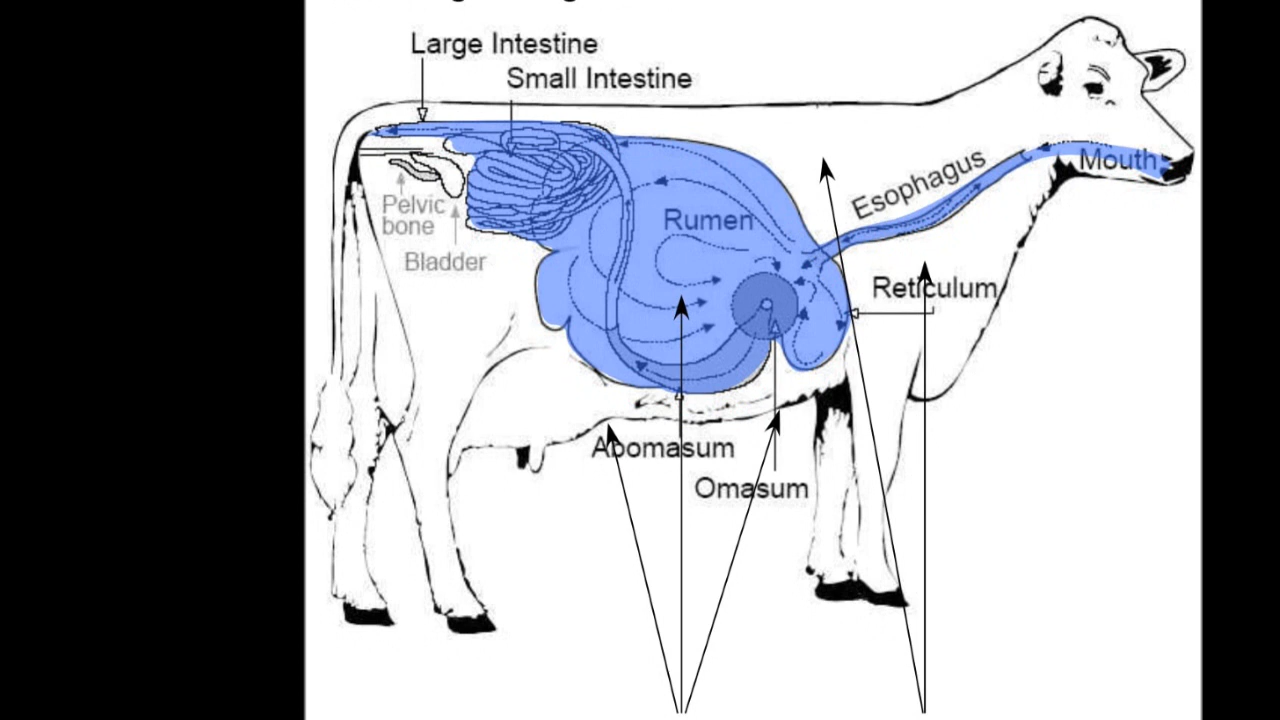 Large Intestine
Small Intestine
Mouth
Esophagus
Pelvic
bone
Rumen
Bladder
Reticulum
Abomasum
Omasum